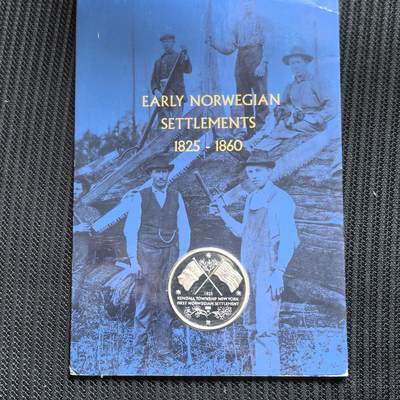 EARLY NORWEGIAN
SETTLEMENTS
1825 - 1860
1825
KENDALL TOWNSHIP, NEW YORK
FIRST NORWEGIAN SETTLEMENT